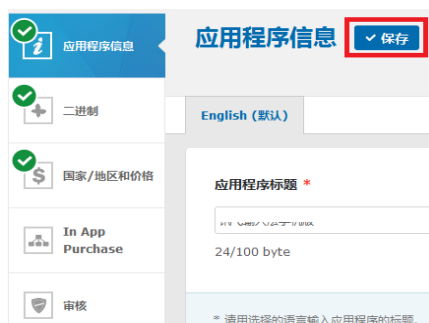 应用程序信息
二进制
国家/地区和价格
In App
Purchase
审核
应用程序信息
保存
English (默认)
应用程序标题 *
24/100 byte
* 请用选择的语言输入应用程序的标题。